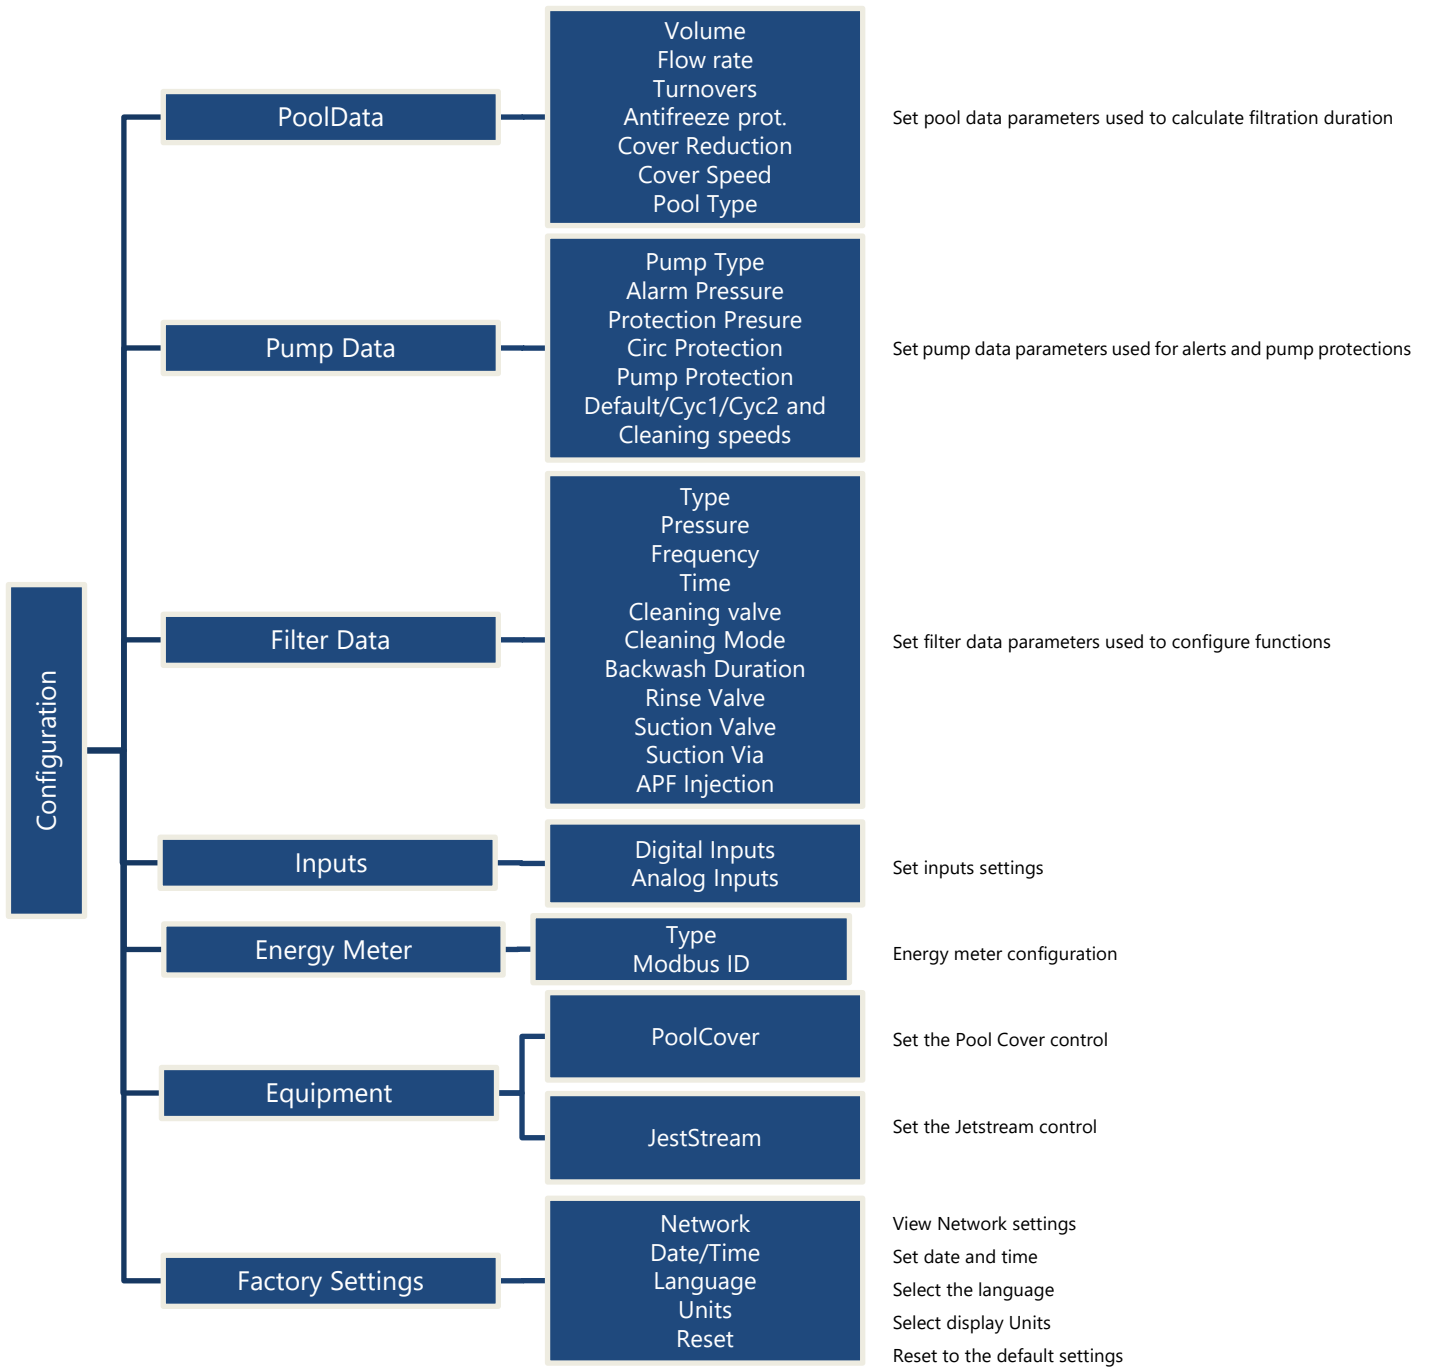 Configuration
PoolData
Volume
Flow rate
Turnovers
Antifreeze prot.
Cover Reduction
Cover Speed
Pool Type
Set pool data parameters used to calculate filtration duration
Pump Data
Pump Type
Alarm Pressure
Protection Presure
Circ Protection
Pump Protection
Default/Cyc1/Cyc2 and
Cleaning speeds
Set pump data parameters used for alerts and pump protections
Filter Data
Type
Pressure
Frequency
Time
Cleaning valve
Cleaning Mode
Backwash Duration
Rinse Valve
Suction Valve
Suction Via
APF Injection
Set filter data parameters used to configure functions
Inputs
Digital Inputs
Analog Inputs
Set inputs settings
Energy Meter
Type
Modbus ID
Energy meter configuration
Equipment
PoolCover
Set the Pool Cover control
JestStream
Set the Jetstream control
Factory Settings
Network
Date/Time
Language
Units
Reset
View Network settings
Set date and time
Select the language
Select display Units
Reset to the default settings